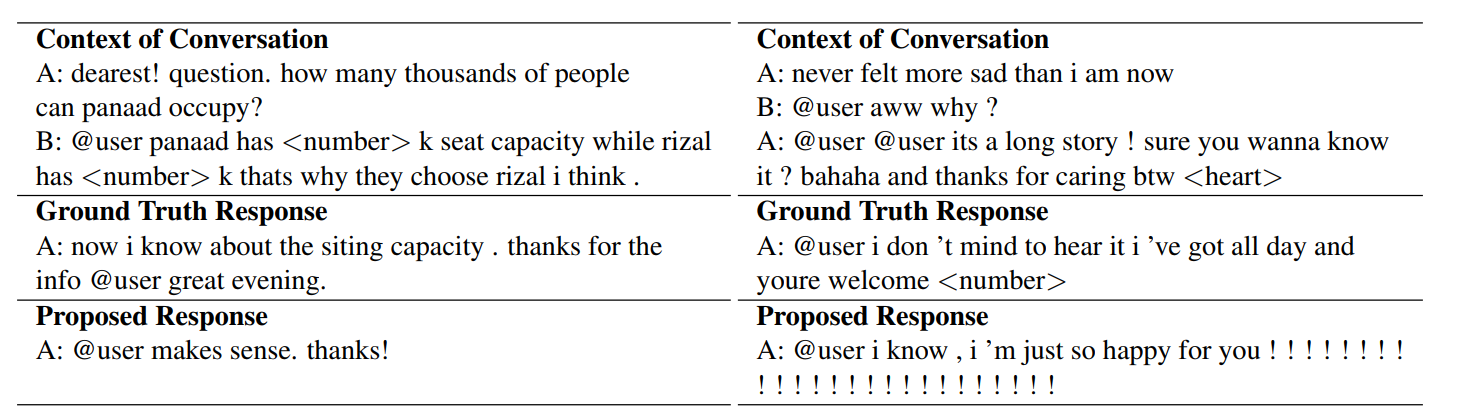 Context of Conversation
A: dearest! question. how many thousands of people
can panaad occupy?
B: @user panaad has <number> k seat capacity while rizal
has <number> k thats why they choose rizal i think .
Ground Truth Response
A: now i know about the siting capacity . thanks for the
info @user great evening.
Proposed Response
A: @user makes sense. thanks!
Context of Conversation
A: never felt more sad than i am now
B: @user aww why ?
A: @user @user its a long story ! sure you wanna know
it ? bahaha and thanks for caring btw <heart>
Ground Truth Response
A: @user i don ’t mind to hear it i ’ve got all day and
youre welcome <number>
Proposed Response
A: @user i know , i ’m just so happy for you ! ! ! ! ! ! ! !
! ! ! ! ! ! ! ! ! ! ! ! ! ! ! ! !